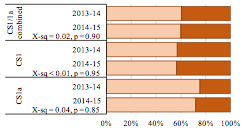 CS1/1a combined
2013-14
2014-15
X-sq = 0.02, p = 0.90
CS1
2013-14
2014-15
X-sq < 0.01, p = 0.95
CS1a
2013-14
2014-15
X-sq = 0.04, p = 0.85
0% 20% 40% 60% 80% 100%